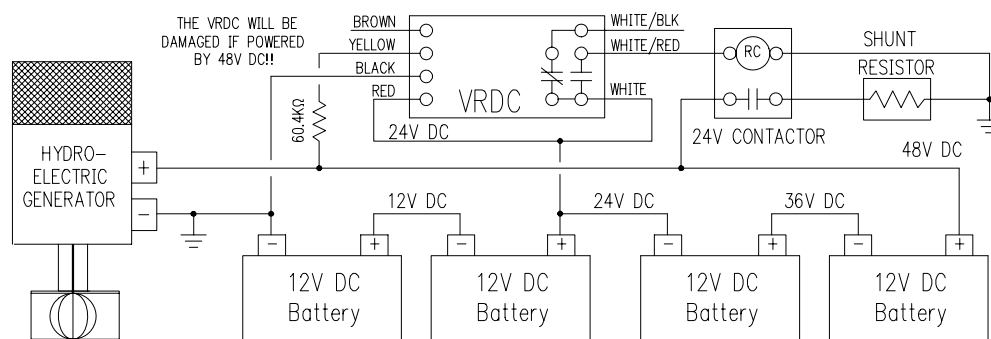 THE VRDC WILL BE
DAMAGED IF POWERED
BY 48V DC!!
BROWN
YELLOW
BLACK
RED
VRDC
WHITE/BLK
WHITE/RED
WHITE
RC
SHUNT
RESISTOR
24V CONTACTOR
60.4KΩ
24V DC
48V DC
HYDRO-
ELECTRIC
GENERATOR
+
-
12V DC
24V DC
36V DC
- +
- +
- +
- +
12V DC
Battery
12V DC
Battery
12V DC
Battery
12V DC
Battery